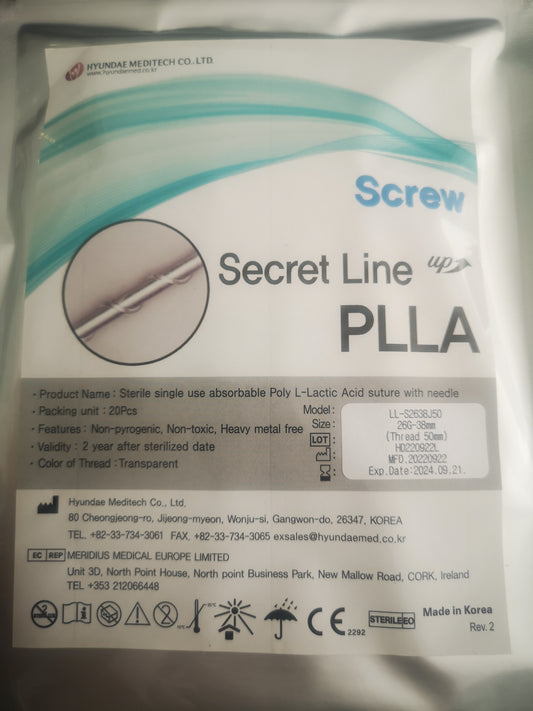 HYUNDAE MEDITECH CO., LTD.
www.hyundaemed.co.kr
Screw
Secret Line up
PLLA
· Product Name : Sterile single use absorbable Poly L-Lactic Acid suture with needle
· Packing unit : 20Pcs
· Features : Non-pyrogenic, Non-toxic, Heavy metal free
· Validity : 2 year after sterilized date
· Color of Thread : Transparent
Model: LL-S2638J50
Size: 26G-38mm
(Thread 50mm)
LOT : HD220922L
: MFD.20220922
: Exp.Date:2024.09.21.
Hyundae Meditech Co., Ltd.
80 Cheongjeong-ro, Jijeong-myeon, Wonju-si, Gangwon-do, 26347, KOREA
TEL. +82-33-734-3061 FAX. +82-33-734-3065 exsales@hyundaemed.co.kr
EC REP MERIDIUS MEDICAL EUROPE LIMITED
Unit 3D, North Point House, North point Business Park, New Mallow Road, CORK, Ireland
TEL +353 212066448
CE 2292 STERILE EO Made in Korea
Rev. 2